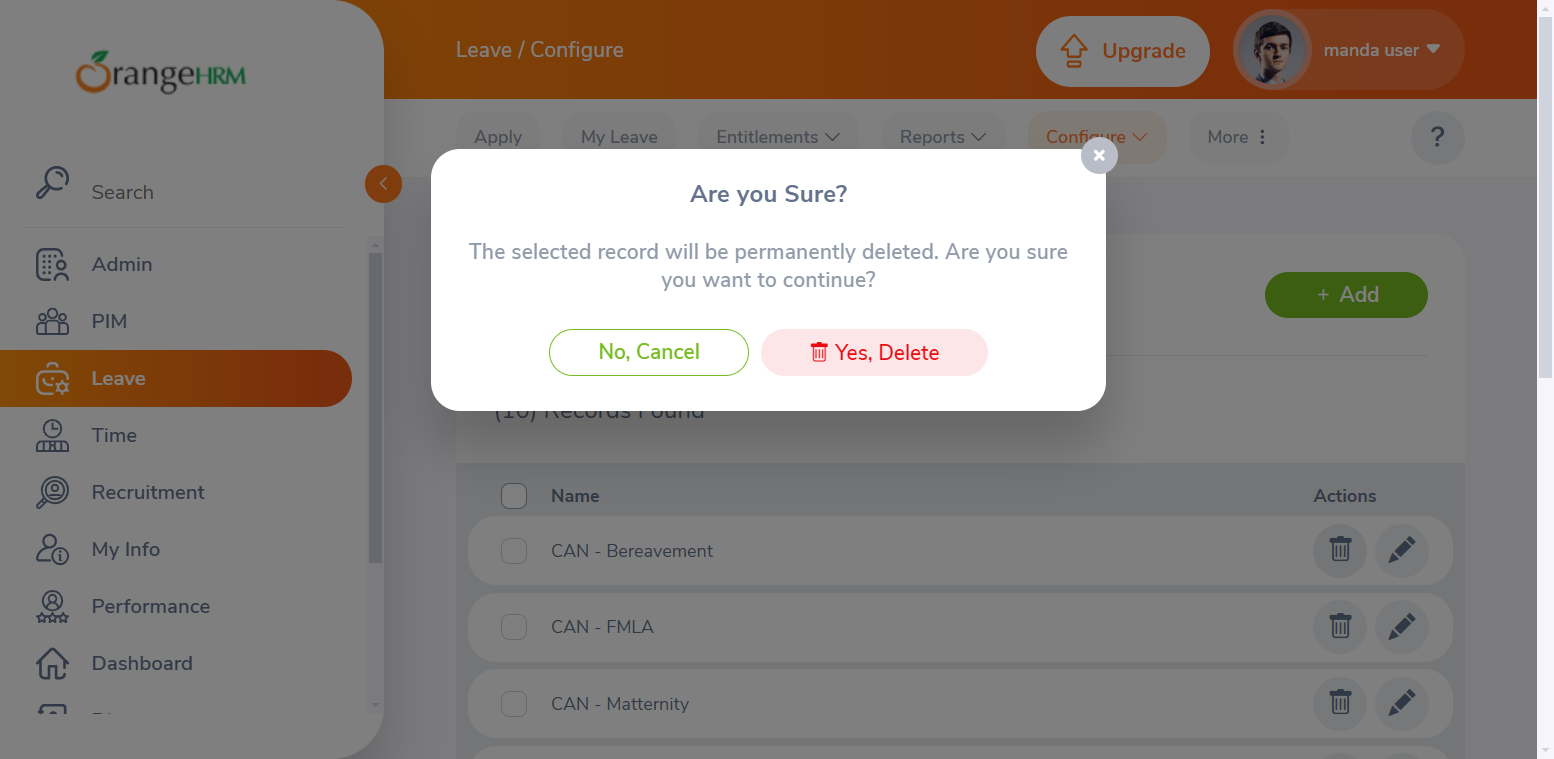 OrangeHRM
Leave / Configure
Upgrade
manda user
Apply
My Leave
Entitlements
Reports
Configure
More
?
Search
Admin
PIM
Leave
Time
Recruitment
My Info
Performance
Dashboard
Are you Sure?
The selected record will be permanently deleted. Are you sure
you want to continue?
No, Cancel
Yes, Delete
+ Add
Records Found
Name
Actions
CAN - Bereavement
CAN - FMLA
CAN - Matternity